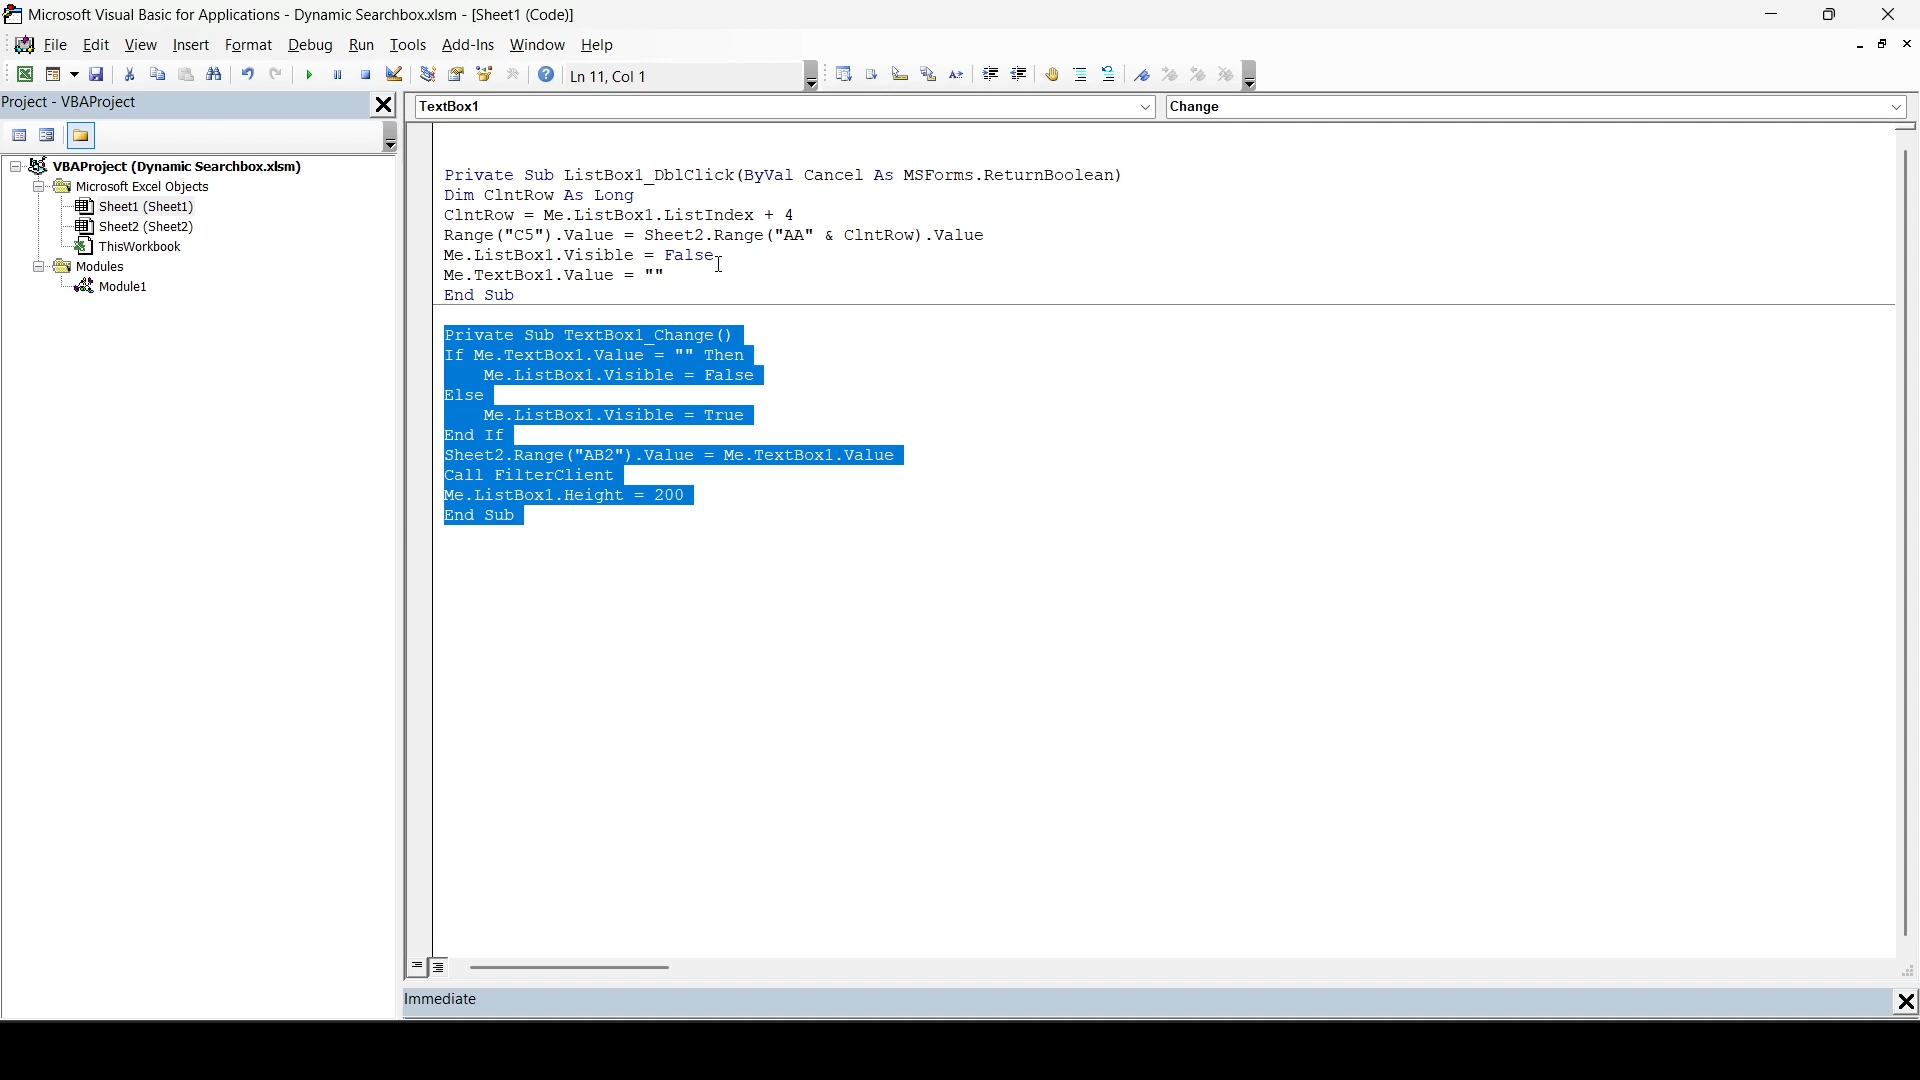 Microsoft Visual Basic for Applications - Dynamic Searchbox.xlsm - [Sheet1 (Code)]
File Edit View Insert Format Debug Run Tools Add-Ins Window Help
Ln 11, Col 1
Project - VBAProject
TextBox1
Change
VBAProject (Dynamic Searchbox.xlsm)
Microsoft Excel Objects
Sheet1 (Sheet1)
Sheet2 (Sheet2)
ThisWorkbook
Modules
Module1
Private Sub ListBox1_DblClick(ByVal Cancel As MSForms.ReturnBoolean)
Dim ClntRow As Long
ClntRow = Me.ListBox1.ListIndex + 4
Range("C5").Value = Sheet2.Range("AA" & ClntRow).Value
Me.ListBox1.Visible = False
Me.TextBox1.Value = ""
End Sub
Private Sub TextBox1_Change()
If Me.TextBox1.Value = "" Then
Me.ListBox1.Visible = False
Else
Me.ListBox1.Visible = True
End If
Sheet2.Range("AB2").Value = Me.TextBox1.Value
Call FilterClient
Me.ListBox1.Height = 200
End Sub
Immediate